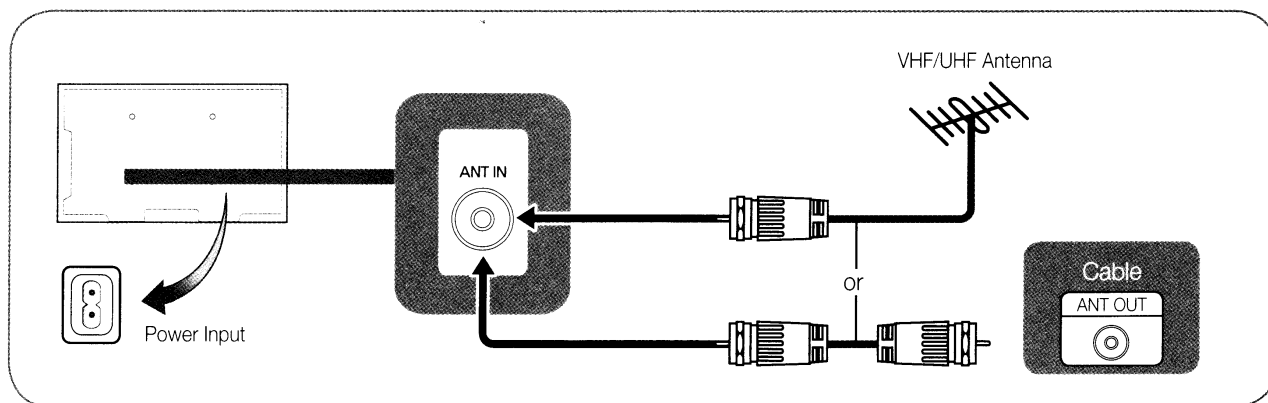 VHF/UHF Antenna
ANT IN
or
Cable
ANT OUT
Power Input